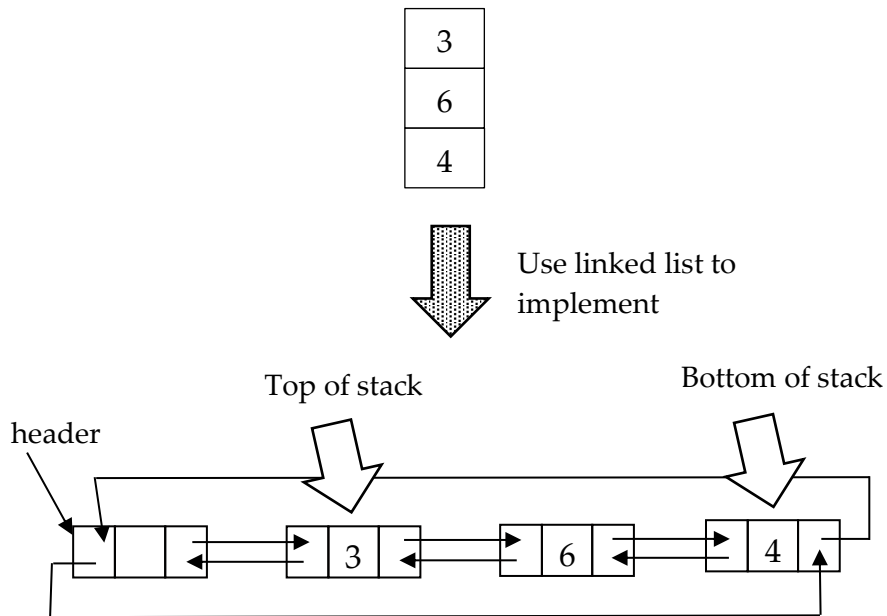 3
6
4
Use linked list to
implement
Top of stack
Bottom of stack
header
3
6
4